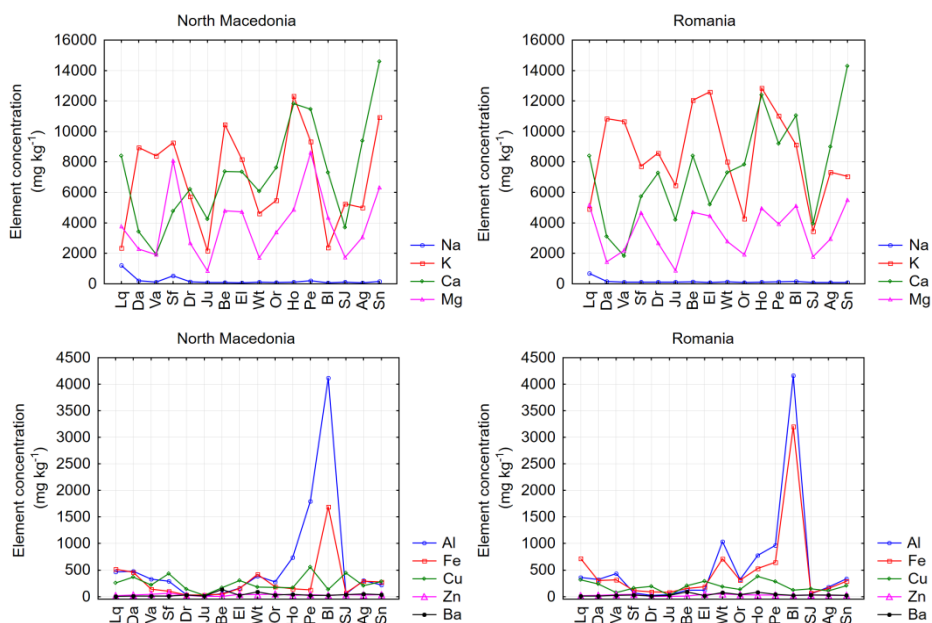 North Macedonia
Element concentration
(mg kg⁻¹)
16000
14000
12000
10000
8000
6000
4000
2000
0
Lq Da Va Sf Dr Ju Be El Wt Or Ho Pe Bl SJ Ag Sn
Na
K
Ca
Mg
Romania
Element concentration
(mg kg⁻¹)
16000
14000
12000
10000
8000
6000
4000
2000
0
Lq Da Va Sf Dr Ju Be El Wt Or Ho Pe Bl SJ Ag Sn
Na
K
Ca
Mg
North Macedonia
Element concentration
(mg kg⁻¹)
4500
4000
3500
3000
2500
2000
1500
1000
500
0
Lq Da Va Sf Dr Ju Be El Wt Or Ho Pe Bl SJ Ag Sn
Al
Fe
Cu
Zn
Ba
Romania
Element concentration
(mg kg⁻¹)
4500
4000
3500
3000
2500
2000
1500
1000
500
0
Lq Da Va Sf Dr Ju Be El Wt Or Ho Pe Bl SJ Ag Sn
Al
Fe
Cu
Zn
Ba